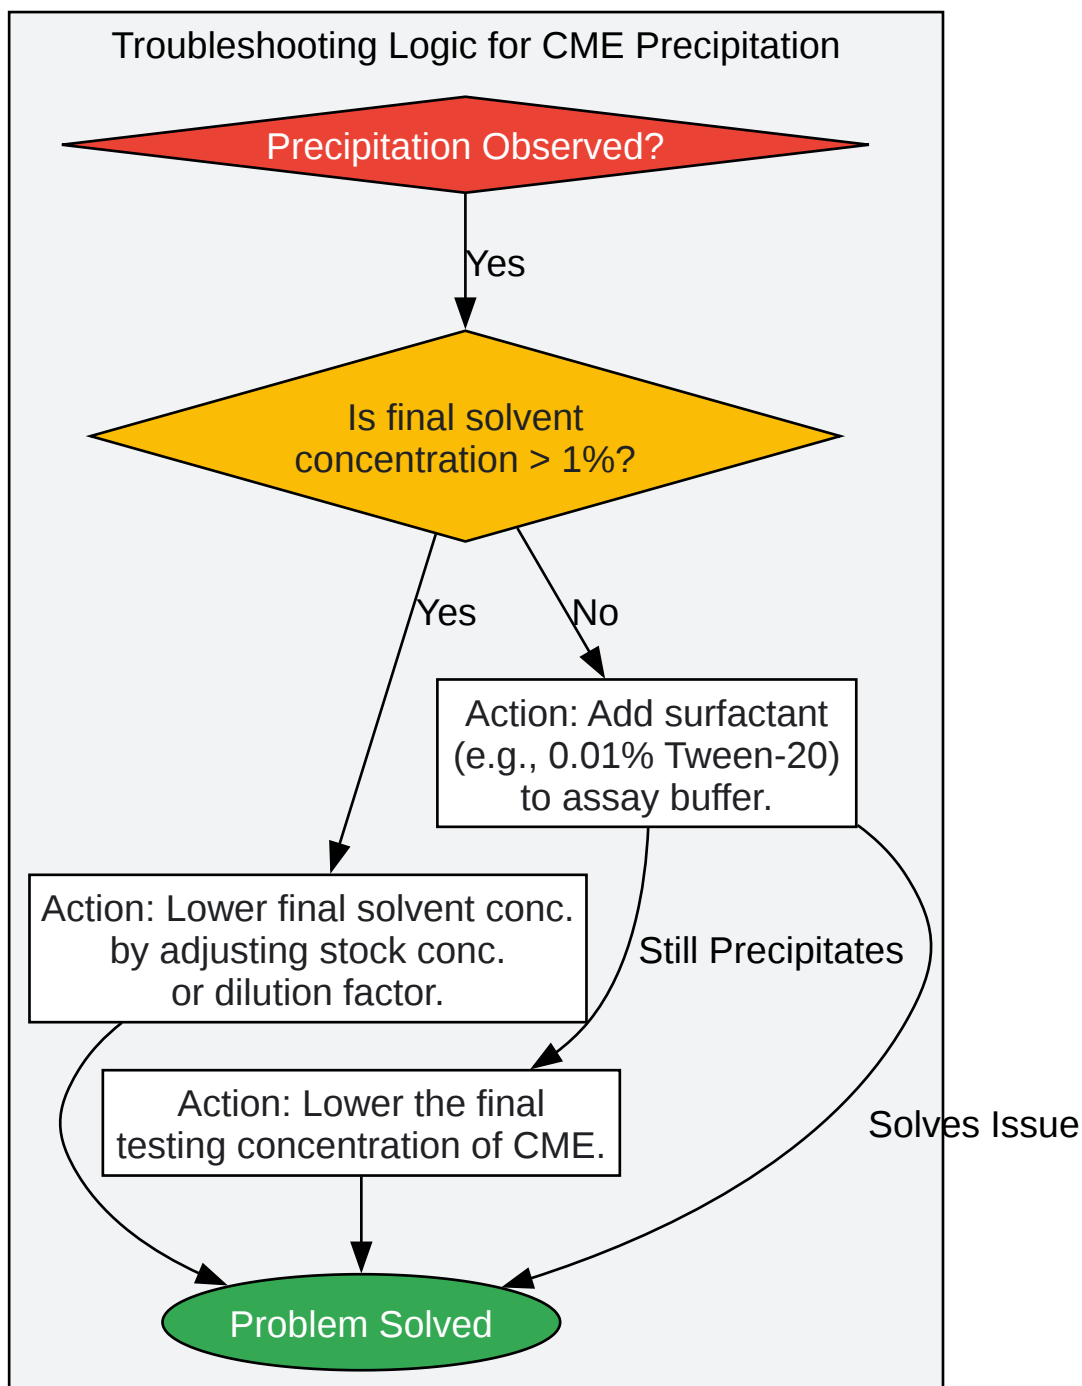 Troubleshooting Logic for CME Precipitation
Precipitation Observed?
Yes
Is final solvent
concentration > 1%?
Yes
No
Action: Add surfactant
(e.g., 0.01% Tween-20)
to assay buffer.
Action: Lower final solvent conc.
by adjusting stock conc.
or dilution factor.
Still Precipitates
Action: Lower the final
testing concentration of CME.
Solves Issue
Problem Solved